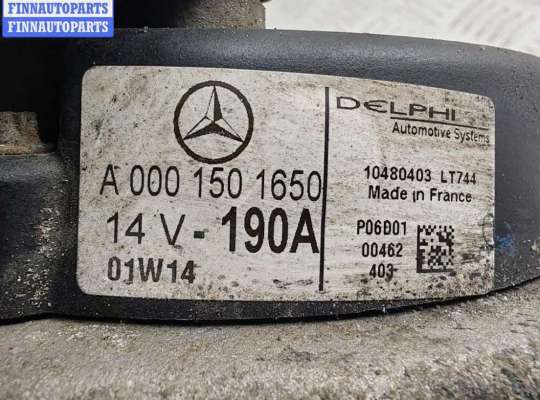 FINNAUTOPARTS
FINNAUTOPARTS
DELPHI
Automotive Systems
A 000 150 1650
14 V - 190A
01W14
10480403 LT744
Made in France
P06D01
00462
403